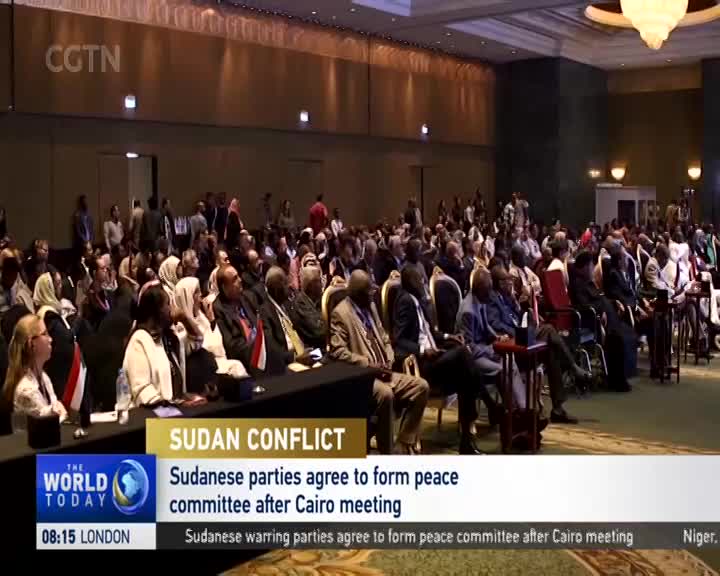 CGTN
SUDAN CONFLICT
THE
WORLD
TODAY
Sudanese parties agree to form peace
committee after Cairo meeting
08:15 LONDON
Sudanese warring parties agree to form peace committee after Cairo meeting
Niger,